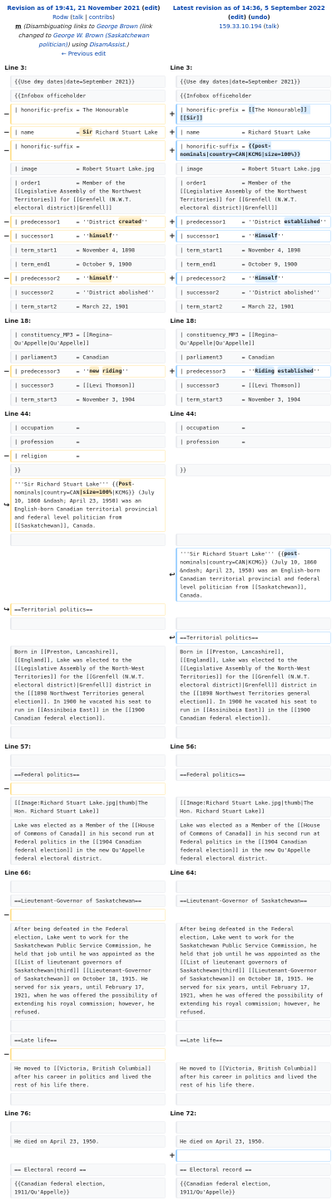 Revision as of 19:41, 21 November 2021 (edit)
Rodw (talk | contribs)
m (Disambiguating links to George Brown (link
changed to George W. Brown (Saskatchewan
politician)) using DisamAssist.)
← Previous edit
Line 3:
{{Use dmy dates|date=September 2021}}
{{Infobox officeholder
− | honorific-prefix = The Honourable
− | name = Sir Richard Stuart Lake
− | honorific-suffix =
| image = Robert Stuart Lake.jpg
| order1 = Member of the
[[Legislative Assembly of the Northwest
Territories]] for [[Grenfell (N.W.T.
electoral district)|Grenfell]]
− | predecessor1 = ''District created''
− | successor1 = ''himself''
| term_start1 = November 4, 1898
| term_end1 = October 9, 1900
− | predecessor2 = ''himself''
| successor2 = ''District abolished''
| term_start2 = March 22, 1901
Line 18:
| constituency_MP3 = [[Regina—
Qu'Appelle|Qu'Appelle]]
| parliament3 = Canadian
− | predecessor3 = ''new riding''
| successor3 = [[Levi Thomson]]
| term_start3 = November 3, 1904
Line 44:
| occupation =
| profession =
− | religion =
}}
'''Sir Richard Stuart Lake''' {{Post-
nominals|country=CAN|size=100%|KCMG}} (July
10, 1860 &ndash; April 23, 1950) was an
English-born Canadian territorial provincial
and federal level politician from
[[Saskatchewan]], Canada.
==Territorial politics==
Born in [[Preston, Lancashire]],
[[England]], Lake was elected to the
[[Legislative Assembly of the North-West
Territories]] for the [[Grenfell (N.W.T.
electoral district)|Grenfell]] district in
the [[1898 Northwest Territories general
election]]. In 1900 he vacated his seat to
run in [[Assiniboia East]] in the [[1900
Canadian federal election]].
Line 57:
==Federal politics==
−
[[Image:Richard Stuart Lake.jpg|thumb|The
Hon. Richard Stuart Lake]]
Lake was elected as a Member of the [[House
of Commons of Canada]] in his second run at
Federal politics in the [[1904 Canadian
federal election]], in the new Qu'Appelle
federal electoral district.
Line 66:
==Lieutenant-Governor of Saskatchewan==
−
After being defeated in the Federal
election, Lake went to work for the
Saskatchewan Public Service Commission, he
held that job until he was appointed as the
[[List of lieutenant governors of
Saskatchewan|third]] [[Lieutenant-Governor
of Saskatchewan]] on October 18, 1915. He
served for six years, until February 17,
1921, when he was offered the possibility of
extending his royal commission; however, he
refused.
==Late life==
−
He moved to [[Victoria, British Columbia]]
after his career in politics and lived the
rest of his life there.
Line 76:
He died on April 23, 1950.
== Electoral record ==
{{Canadian federal election,
1911/Qu'Appelle}}
Latest revision as of 14:36, 5 September 2022
(edit) (undo)
159.33.10.194 (talk)
Line 3:
{{Use dmy dates|date=September 2021}}
{{Infobox officeholder
+ | honorific-prefix = [[The Honourable]]
[[Sir]]
+ | name = Richard Stuart Lake
+ | honorific-suffix = {{post-
nominals|country=CAN|KCMG|size=100%}}
| image = Robert Stuart Lake.jpg
| order1 = Member of the
[[Legislative Assembly of the Northwest
Territories]] for [[Grenfell (N.W.T.
electoral district)|Grenfell]]
+ | predecessor1 = ''District established''
+ | successor1 = ''Himself''
| term_start1 = November 4, 1898
| term_end1 = October 9, 1900
+ | predecessor2 = ''Himself''
| successor2 = ''District abolished''
| term_start2 = March 22, 1901
Line 18:
| constituency_MP3 = [[Regina—
Qu'Appelle|Qu'Appelle]]
| parliament3 = Canadian
+ | predecessor3 = ''Riding established''
| successor3 = [[Levi Thomson]]
| term_start3 = November 3, 1904
Line 44:
| occupation =
| profession =
}}
'''Sir Richard Stuart Lake''' {{post-
nominals|country=CAN|KCMG}} (July 10, 1860
&ndash; April 23, 1950) was an English-born
Canadian territorial provincial and federal
level politician from [[Saskatchewan]],
Canada.
==Territorial politics==
Born in [[Preston, Lancashire]],
[[England]], Lake was elected to the
[[Legislative Assembly of the North-West
Territories]] for the [[Grenfell (N.W.T.
electoral district)|Grenfell]] district in
the [[1898 Northwest Territories general
election]]. In 1900 he vacated his seat to
run in [[Assiniboia East]] in the [[1900
Canadian federal election]].
Line 56:
==Federal politics==
[[Image:Richard Stuart Lake.jpg|thumb|The
Hon. Richard Stuart Lake]]
Lake was elected as a Member of the [[House
of Commons of Canada]] in his second run at
Federal politics in the [[1904 Canadian
federal election]], in the new Qu'Appelle
federal electoral district.
Line 64:
==Lieutenant-Governor of Saskatchewan==
After being defeated in the Federal
election, Lake went to work for the
Saskatchewan Public Service Commission, he
held that job until he was appointed as the
[[List of lieutenant governors of
Saskatchewan|third]] [[Lieutenant-Governor
of Saskatchewan]] on October 18, 1915. He
served for six years, until February 17,
1921, when he was offered the possibility of
extending his royal commission; however, he
refused.
==Late life==
He moved to [[Victoria, British Columbia]]
after his career in politics and lived the
rest of his life there.
Line 72:
He died on April 23, 1950.
+
== Electoral record ==
{{Canadian federal election,
1911/Qu'Appelle}}